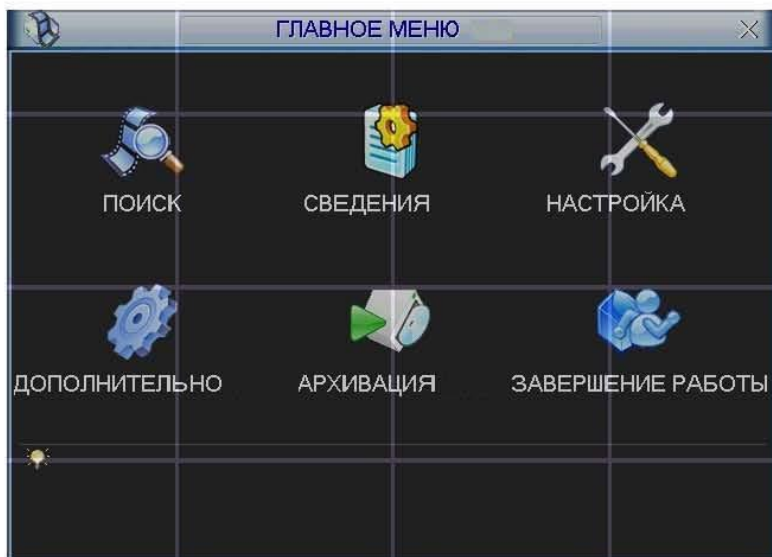 ГЛАВНОЕ МЕНЮ
ПОИСК СВЕДЕНИЯ НАСТРОЙКА
ДОПОЛНИТЕЛЬНО АРХИВАЦИЯ ЗАВЕРШЕНИЕ РАБОТЫ